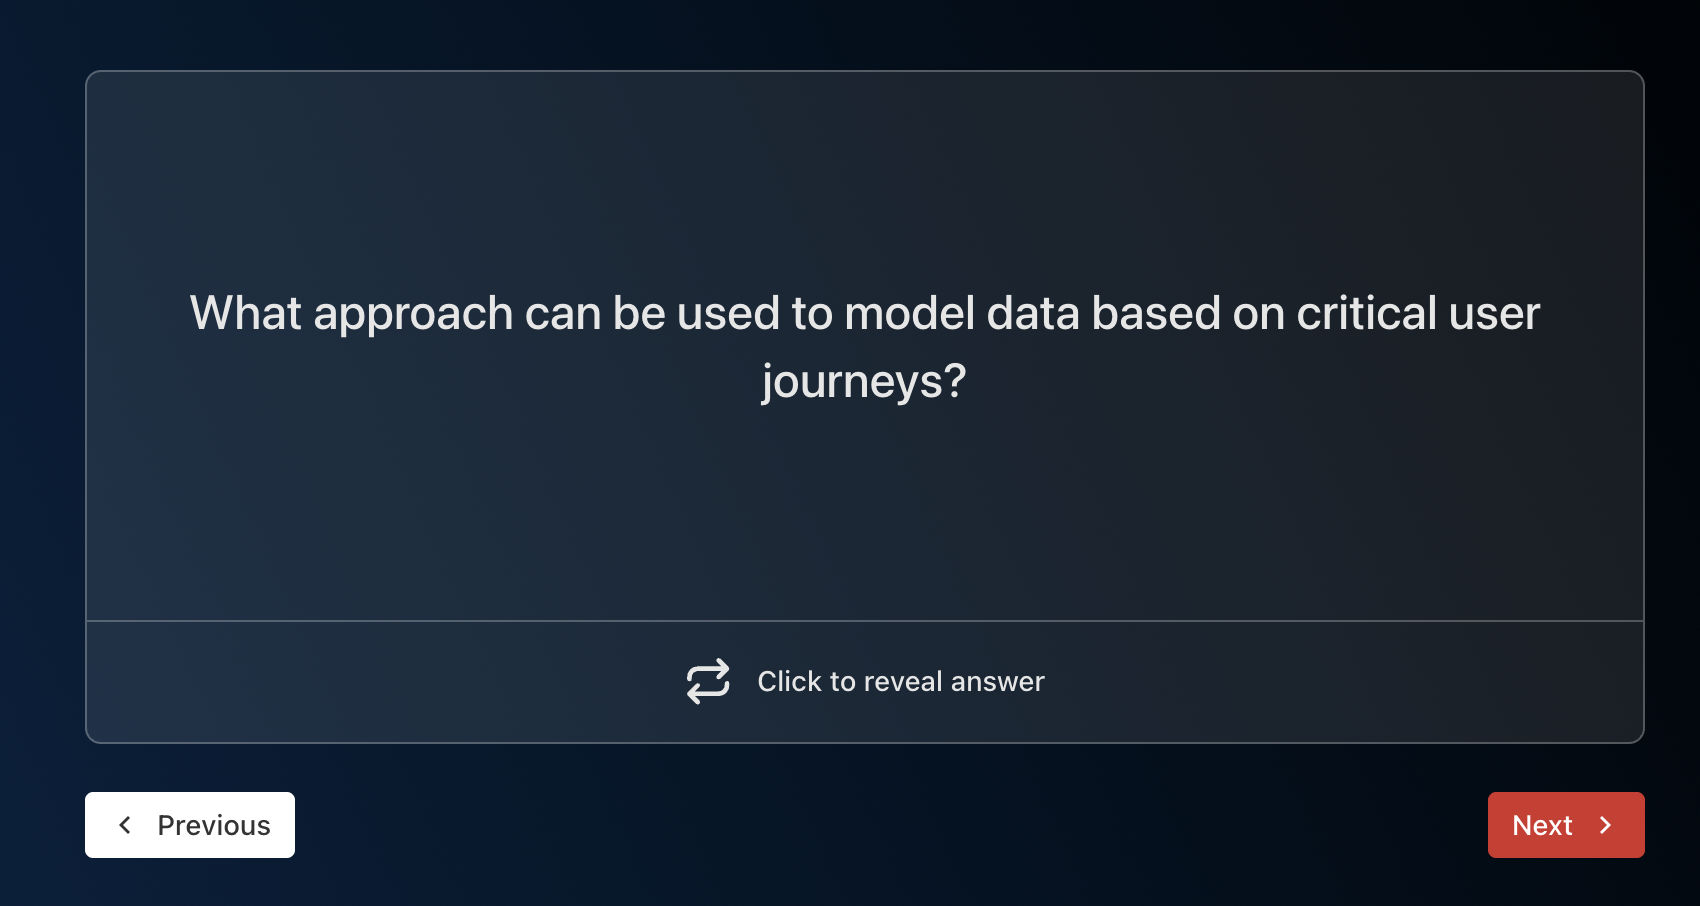 What approach can be used to model data based on critical user
journeys?
Click to reveal answer
Previous
Next